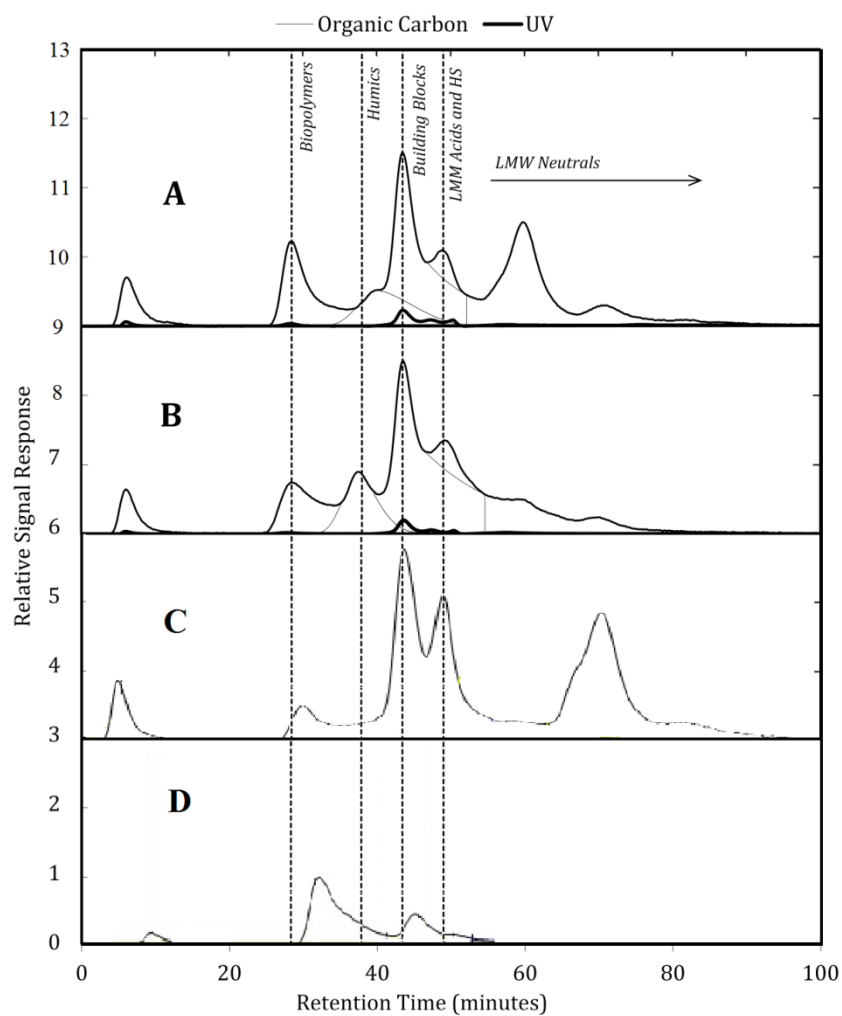 Organic Carbon UV
13
12
11
10
9
8
7
6
5
4
3
2
1
0
Relative Signal Response
Biopolymers
Humics
Building Blocks
LMM Acids and HS
LMW Neutrals
A
B
C
D
0 20 40 60 80 100
Retention Time (minutes)